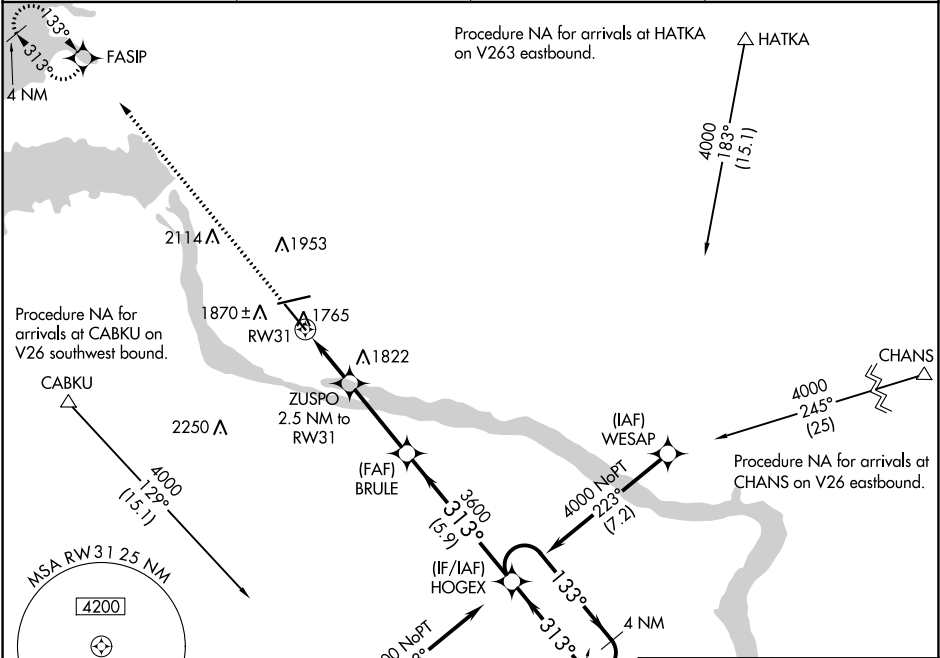 133°
313°
4 NM
FASIP
Procedure NA for arrivals at HATKA
on V263 eastbound.
HATKA
4000
183°
(15.1)
2114
1953
1870 ±
1765
RW31
1822
Procedure NA for
arrivals at CABKU on
V26 southwest bound.
CABKU
4000
129°
(15.1)
2250
ZUSPO
2.5 NM to
RW31
(FAF)
BRULE
3600
313°
(5.9)
(IAF)
WESAP
4000 NoPT
223°
(7.2)
CHANS
4000
245°
(25)
Procedure NA for arrivals at
CHANS on V26 eastbound.
(IF/IAF)
HOGEX
133°
4 NM
313°
MSA RW31 25 NM
4200
NoPT